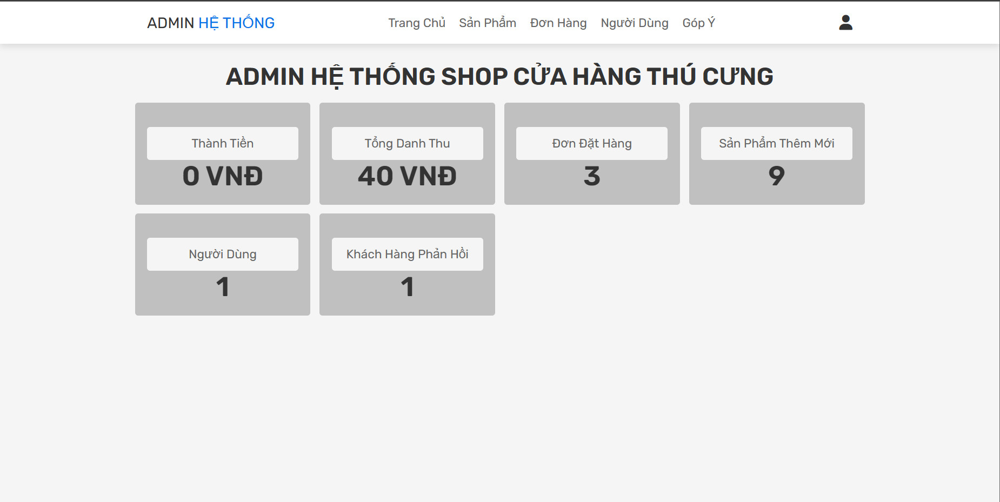 ADMIN HỆ THỐNG
Trang Chủ Sản Phẩm Đơn Hàng Người Dùng Góp Ý
ADMIN HỆ THỐNG SHOP CỬA HÀNG THÚ CƯNG
Thành Tiền
0 VNĐ
Tổng Danh Thu
40 VNĐ
Đơn Đặt Hàng
3
Sản Phẩm Thêm Mới
9
Người Dùng
1
Khách Hàng Phản Hồi
1